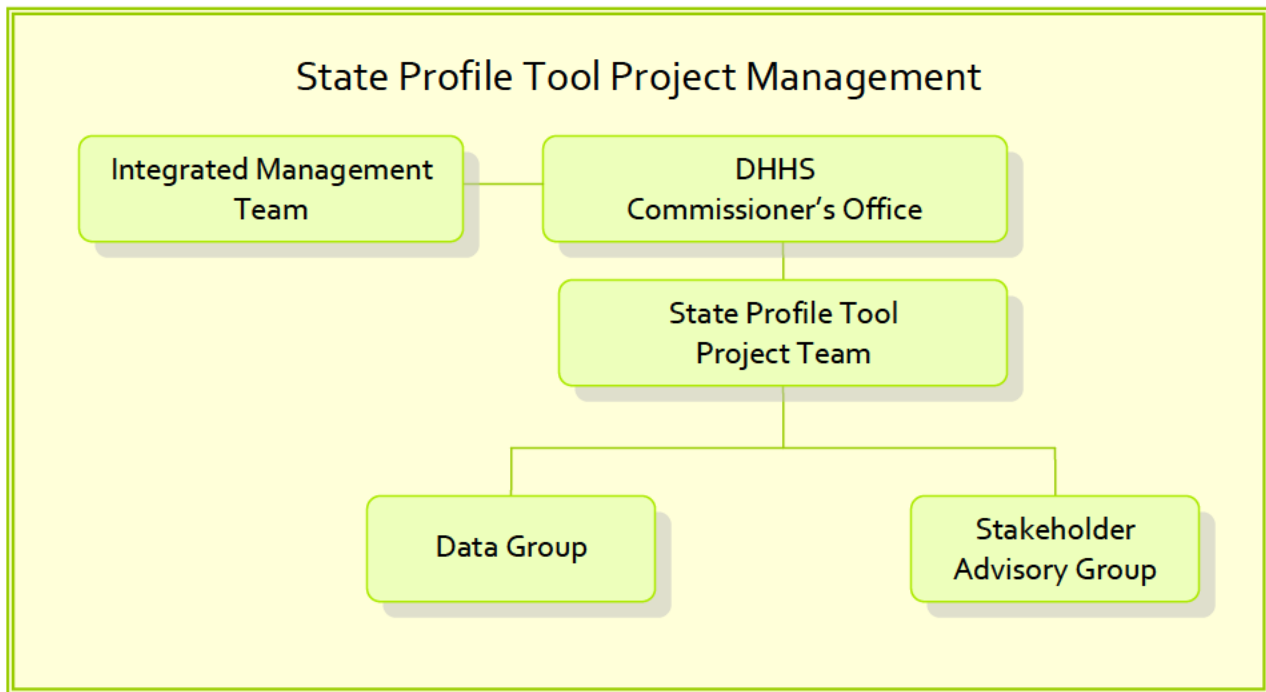 State Profile Tool Project Management
Integrated Management
Team
DHHS
Commissioner’s Office
State Profile Tool
Project Team
Data Group
Stakeholder
Advisory Group